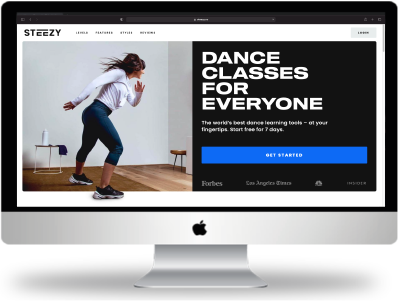 STEEZY
LEVELS FEATURED STYLES REVIEWS
LOGIN
DANCE
CLASSES
FOR
EVERYONE
The world's best dance learning tools – at your
fingertips. Start free for 7 days.
GET STARTED
Forbes Los Angeles Times INSIDER